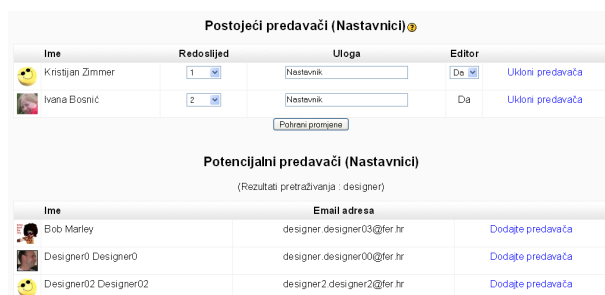 Postojeći predavači (Nastavnici)
Ime Redoslijed Uloga Editor
Kristijan Zimmer 1 Nastavnik Da Ukloni predavača
Ivana Bosnić 2 Nastavnik Da Ukloni predavača
Pohrani promjene
Potencijalni predavači (Nastavnici)
(Rezultati pretraživanja : designer)
Ime Email adresa
Bob Marley designer.designer03@fer.hr Dodajte predavača
Designer0 Designer0 designer.designer00@fer.hr Dodajte predavača
Designer02 Designer02 designer2.designer2@fer.hr Dodajte predavača